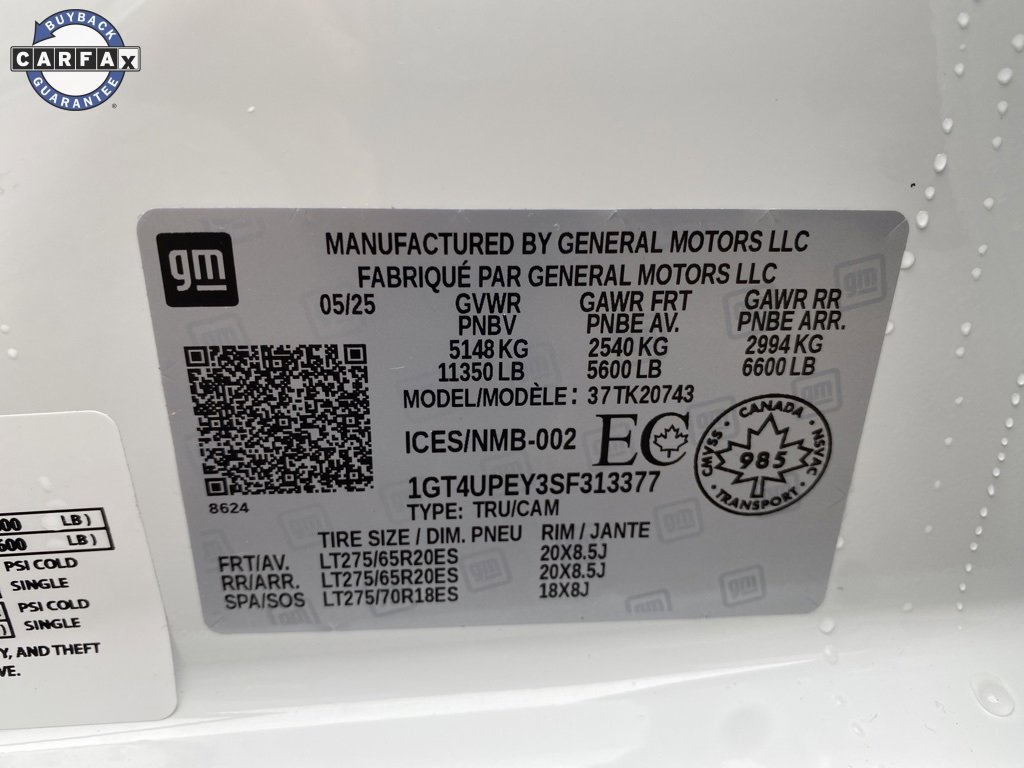 BUYBACK
CARFAX
GUARANTEE
gm
MANUFACTURED BY GENERAL MOTORS LLC
FABRIQUÉ PAR GENERAL MOTORS LLC
05/25 GVWR GAWR FRT GAWR RR
PNBV PNBE AV. PNBE ARR.
5148 KG 2540 KG 2994 KG
11350 LB 5600 LB 6600 LB
MODEL/MODÈLE: 37TK20743
ICES/NMB-002 EC
CANADA
CMVSS 985 NSVAC
TRANSPORT
1GT4UPEY3SF313377
8624
TYPE: TRU/CAM
TIRE SIZE / DIM. PNEU RIM / JANTE
FRT/AV. LT275/65R20ES 20X8.5J
RR/ARR. LT275/65R20ES 20X8.5J
SPA/SOS LT275/70R18ES 18X8J
LB)
LB)
PSI COLD
SINGLE
PSI COLD
SINGLE
Y, AND THEFT